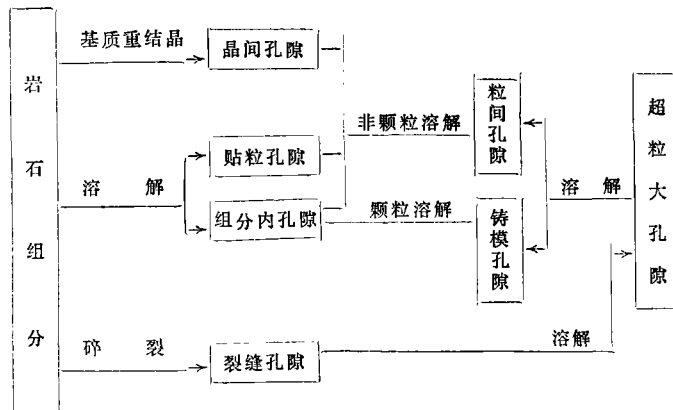 岩石组分
基质重结晶
晶间孔隙
溶解
贴粒孔隙
组分内孔隙
碎裂
裂缝孔隙
非颗粒溶解
颗粒溶解
粒间孔隙
铸模孔隙
溶解
溶解
超粒大孔隙